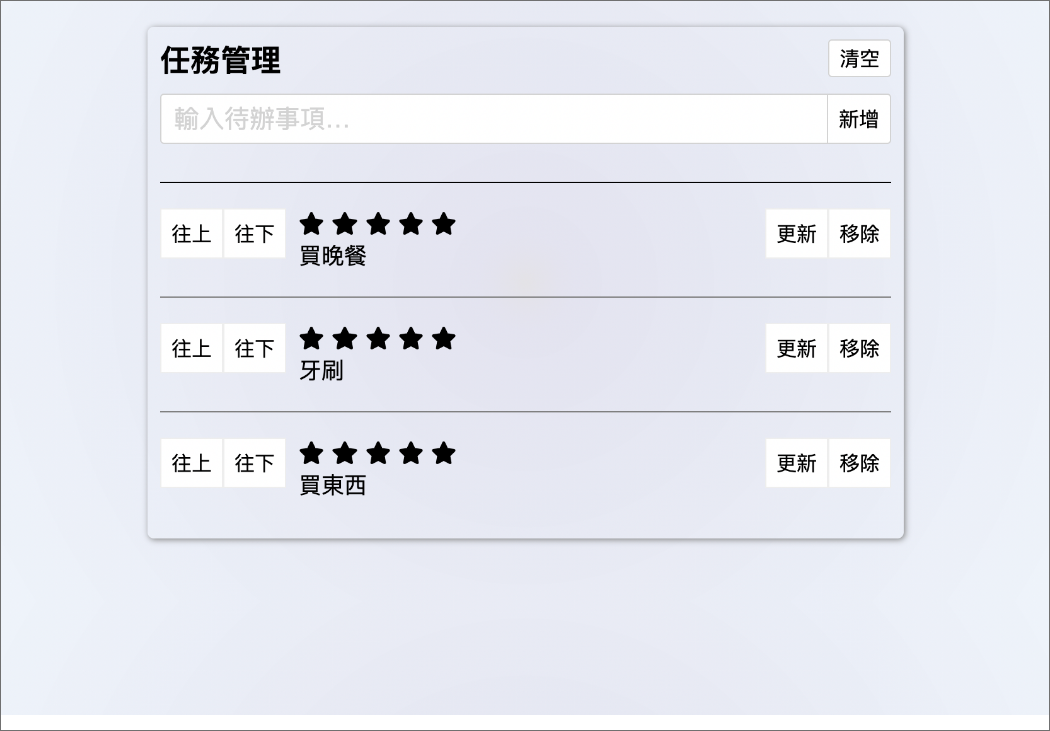 任務管理 清空
輸入待辦事項... 新增
往上 往下 ★★★★★ 更新 移除
買晚餐
往上 往下 ★★★★★ 更新 移除
牙刷
往上 往下 ★★★★★ 更新 移除
買東西